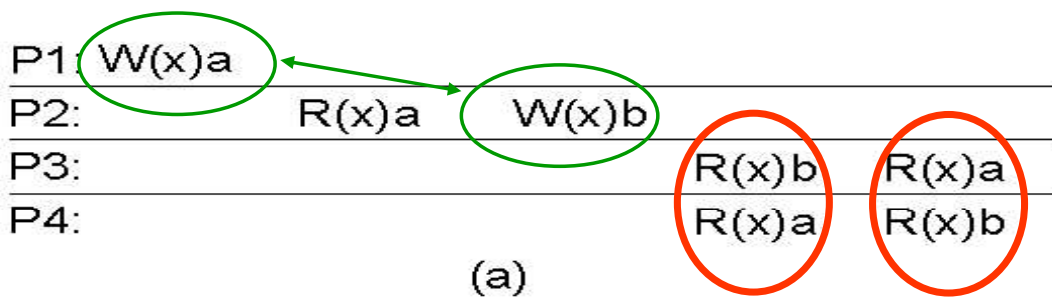 P1: W(x)a
P2: R(x)a W(x)b
P3: R(x)b R(x)a
P4: R(x)a R(x)b
(a)